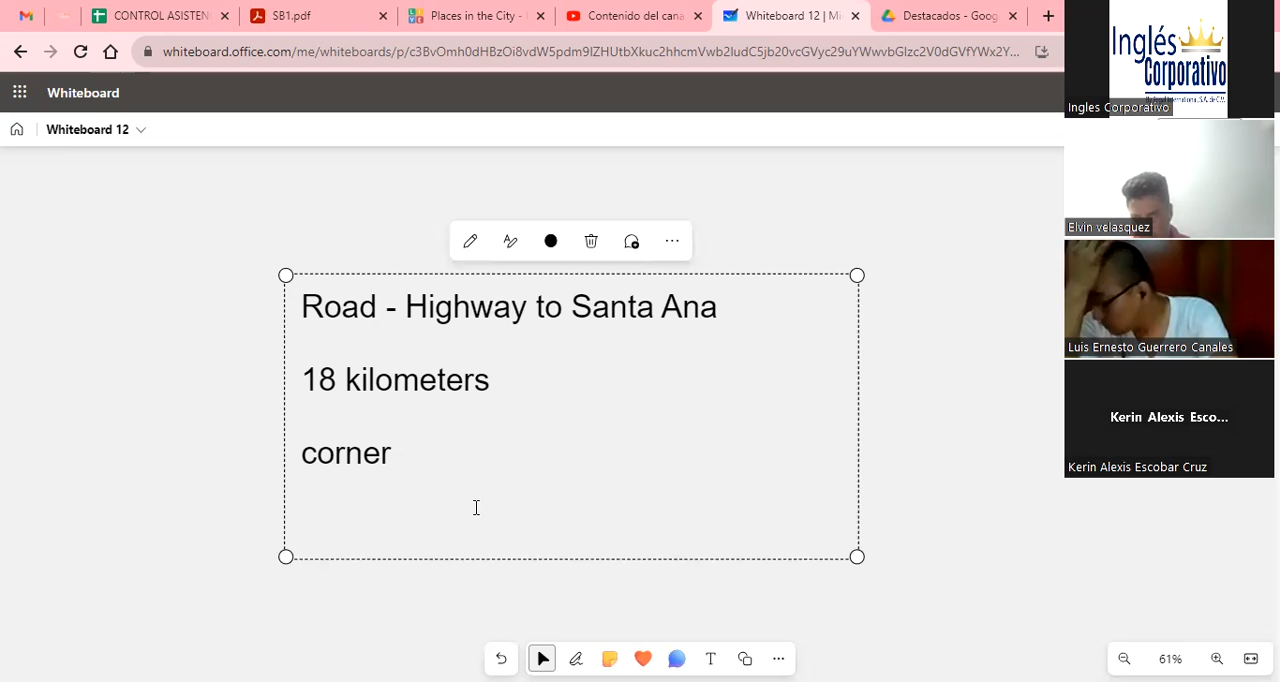 CONTROL ASISTEN
SB1.pdf
Places in the City -
Contenido del cana
Whiteboard 12 | Mi
Destacados - Goog
whiteboard.office.com/me/whiteboards/p/
Whiteboard
Whiteboard 12
Road - Highway to Santa Ana
18 kilometers
corner
61%
Inglés
Corporativo
Ingles Corporativo
Elvin velasquez
Luis Ernesto Guerrero Canales
Kerin Alexis Esco...
Kerin Alexis Escobar Cruz